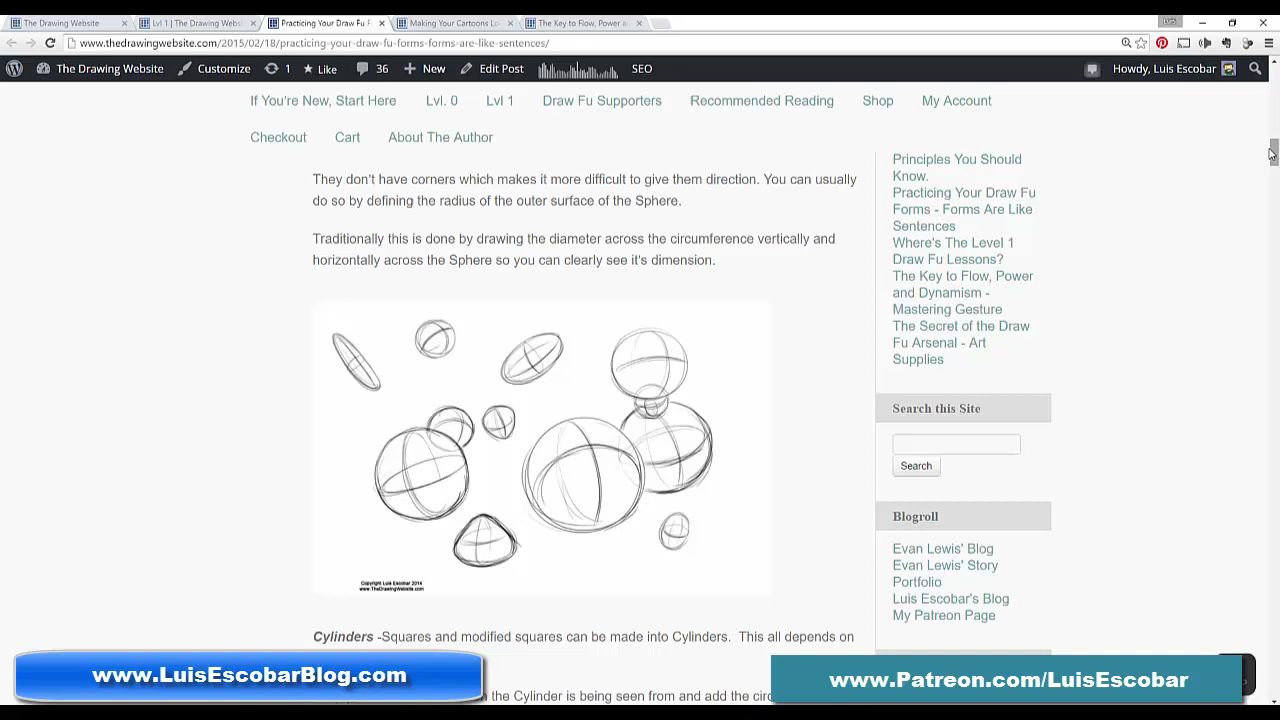 The Drawing Website
Lvl 1 | The Drawing Webs
Practicing Your Draw Fu F
Making Your Cartoons Lo
The Key to Flow, Power an
www.thedrawingwebsite.com/2015/02/18/practicing-your-draw-fu-forms-forms-are-like-sentences/
The Drawing Website
Customize
1
Like
36
New
Edit Post
SEO
Howdy, Luis Escobar
If You're New, Start Here
Lvl. 0
Lvl 1
Draw Fu Supporters
Recommended Reading
Shop
My Account
Checkout
Cart
About The Author
They don't have corners which makes it more difficult to give them direction. You can usually
do so by defining the radius of the outer surface of the Sphere.
Traditionally this is done by drawing the diameter across the circumference vertically and
horizontally across the Sphere so you can clearly see it's dimension.
Copyright Luis Escobar 2014
www.TheDrawingWebsite.com
Cylinders -Squares and modified squares can be made into Cylinders. This all depends on
the Cylinder is being seen from and add the
Principles You Should
Know.
Practicing Your Draw Fu
Forms - Forms Are Like
Sentences
Where's The Level 1
Draw Fu Lessons?
The Key to Flow, Power
and Dynamism -
Mastering Gesture
The Secret of the Draw
Fu Arsenal - Art
Supplies
Search this Site
Search
Blogroll
Evan Lewis' Blog
Evan Lewis' Story
Portfolio
Luis Escobar's Blog
My Patreon Page
www.LuisEscobarBlog.com
www.Patreon.com/LuisEscobar